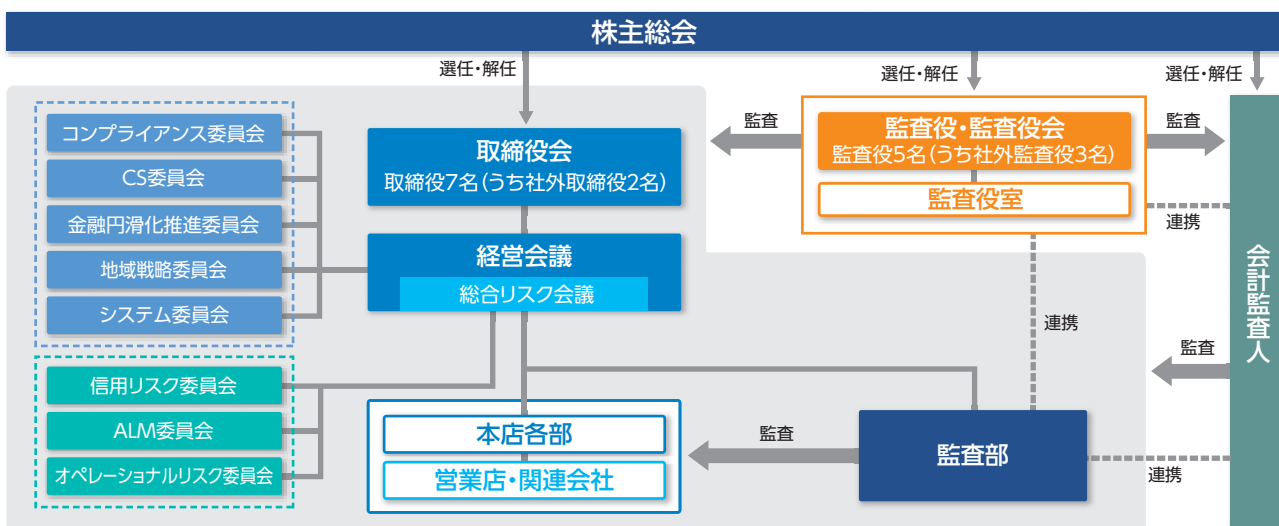 株主総会
選任・解任
選任・解任
選任・解任
コンプライアンス委員会
CS委員会
金融円滑化推進委員会
地域戦略委員会
システム委員会
信用リスク委員会
ALM委員会
オペレーショナルリスク委員会
取締役会
取締役7名(うち社外取締役2名)
経営会議
総合リスク会議
本店各部
営業店・関連会社
監査
監査役・監査役会
監査役5名(うち社外監査役3名)
監査役室
監査
連携
連携
監査
監査
監査部
連携
会計監査人